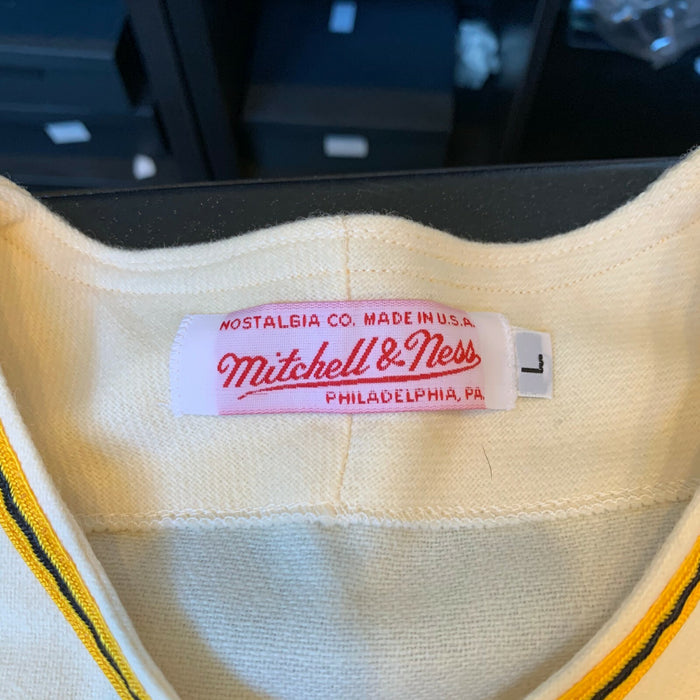 NOSTALGIA CO. MADE IN U.S.A.
Mitchell & Ness
PHILADELPHIA, PA.
L